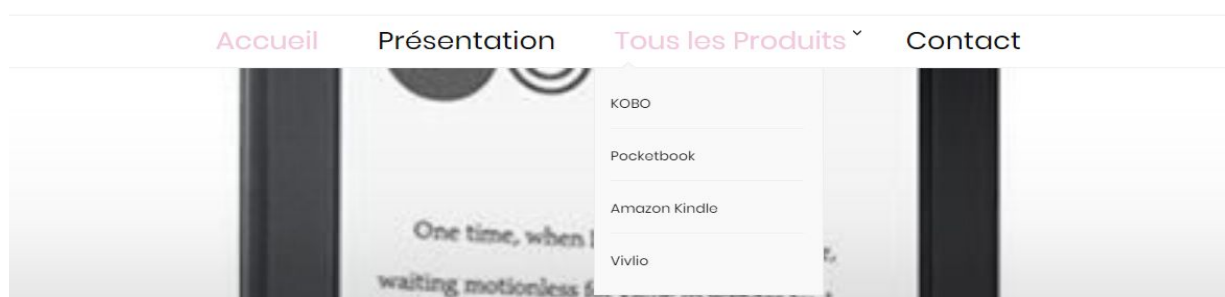 Accueil Présentation Tous les Produits Contact
KOBO
Pocketbook
Amazon Kindle
Vivlio
One time, when
waiting motionless